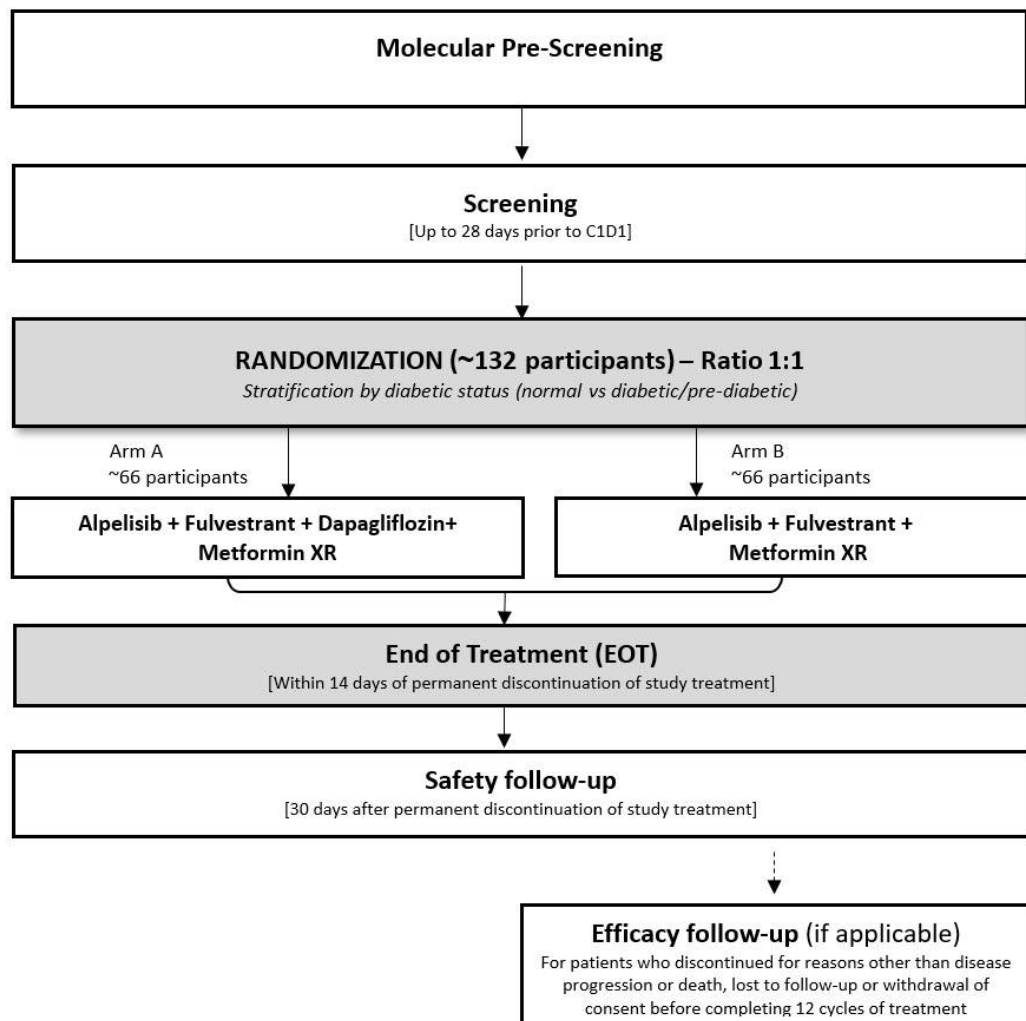 Molecular Pre-Screening
Screening
[Up to 28 days prior to C1D1]
RANDOMIZATION (~132 participants) – Ratio 1:1
Stratification by diabetic status (normal vs diabetic/pre-diabetic)
Arm A
~66 participants
Arm B
~66 participants
Alpelisib + Fulvestrant + Dapagliflozin+
Metformin XR
Alpelisib + Fulvestrant +
Metformin XR
End of Treatment (EOT)
[Within 14 days of permanent discontinuation of study treatment]
Safety follow-up
[30 days after permanent discontinuation of study treatment]
Efficacy follow-up (if applicable)
For patients who discontinued for reasons other than disease
progression or death, lost to follow-up or withdrawal of
consent before completing 12 cycles of treatment